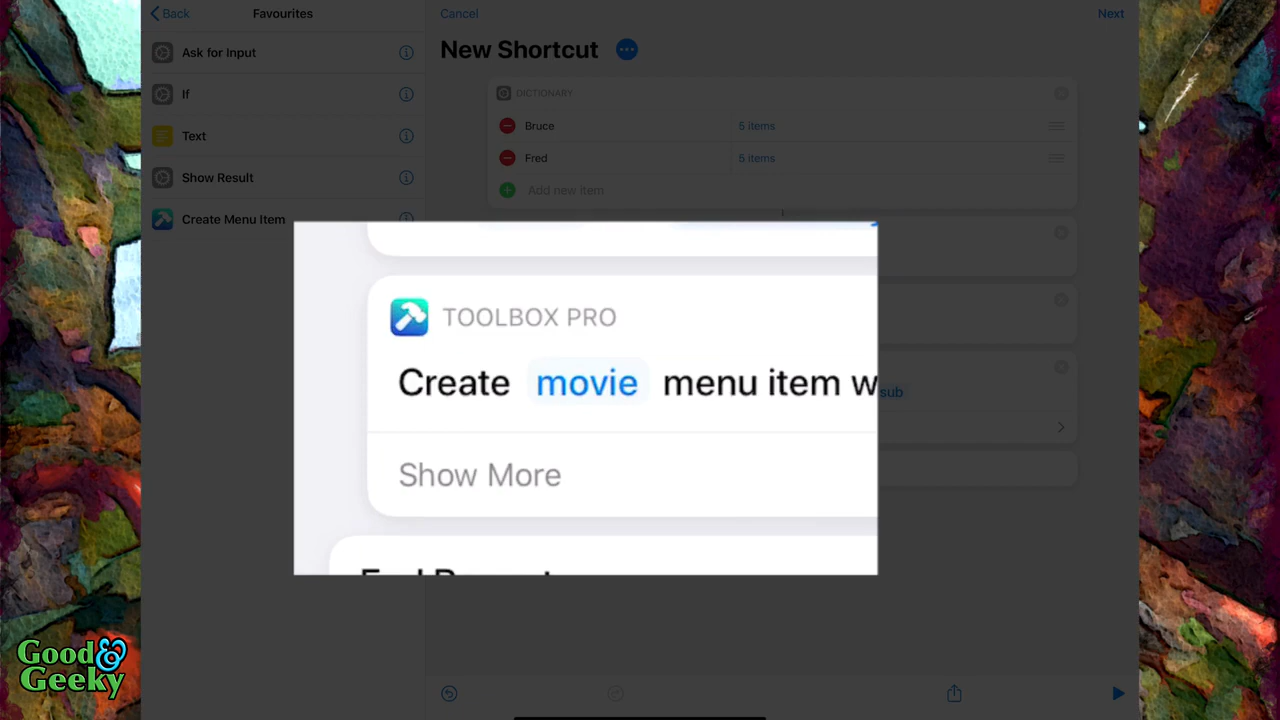 Back
Favourites
Cancel
Next
Ask for Input
If
Text
Show Result
Create Menu Item
New Shortcut
DICTIONARY
Bruce
5 items
Fred
5 items
Add new item
TOOLBOX PRO
Create movie menu item w
sub
Show More
Good&
Geeky